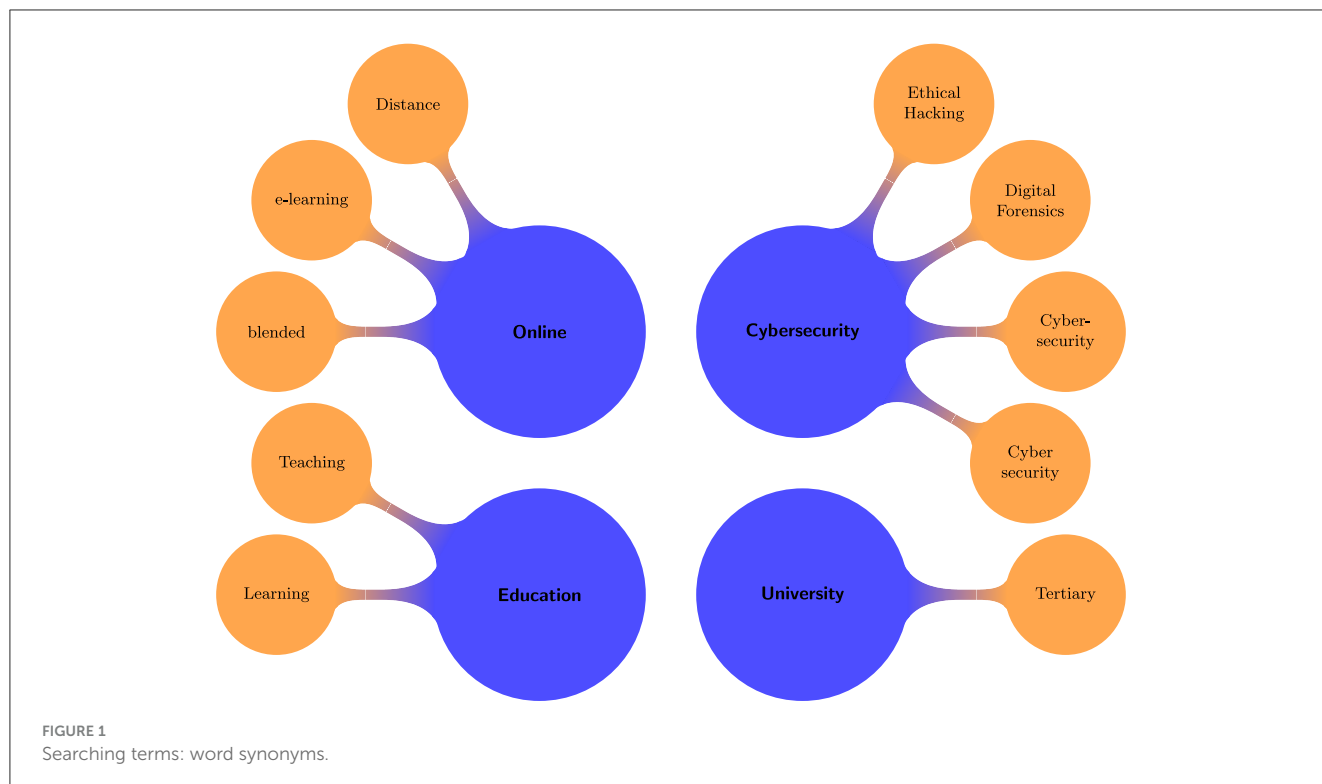 Distance
e-learning
blended
Online
Teaching
Learning
Education
Ethical
Hacking
Digital
Forensics
Cyber-
security
Cyber
security
Cybersecurity
Tertiary
University
FIGURE 1
Searching terms: word synonyms.